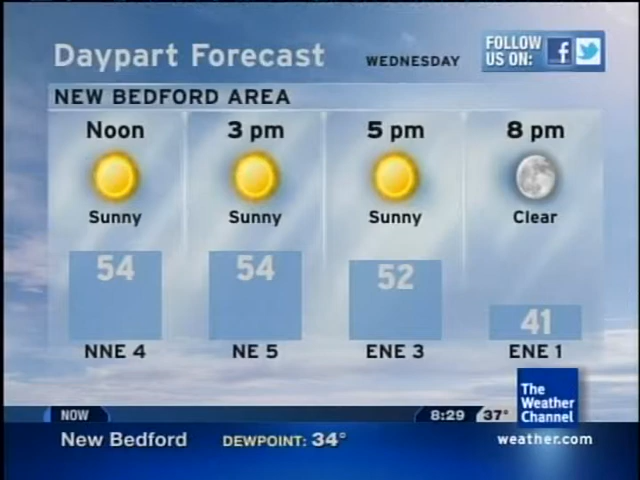 Daypart Forecast
WEDNESDAY
FOLLOW
US ON:
NEW BEDFORD AREA
Noon 3 pm 5 pm 8 pm
Sunny Sunny Sunny Clear
54 54 52 41
NNE 4 NE 5 ENE 3 ENE 1
The
Weather
Channel
NOW 8:29 37°
New Bedford DEWPOINT: 34° weather.com